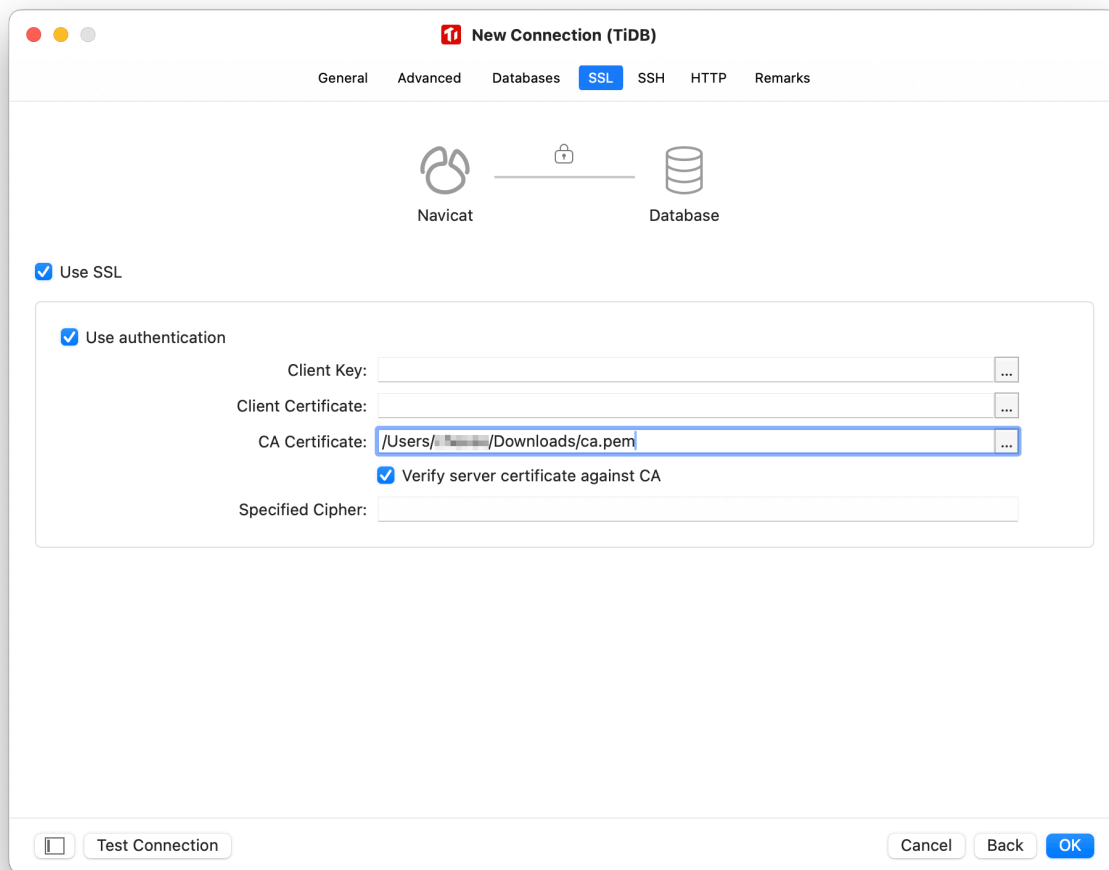 New Connection (TiDB)
General Advanced Databases SSL SSH HTTP Remarks
Navicat Database
Use SSL
Use authentication
Client Key: ...
Client Certificate: ...
CA Certificate: /Users/ /Downloads/ca.pem ...
Verify server certificate against CA
Specified Cipher:
Test Connection Cancel Back OK